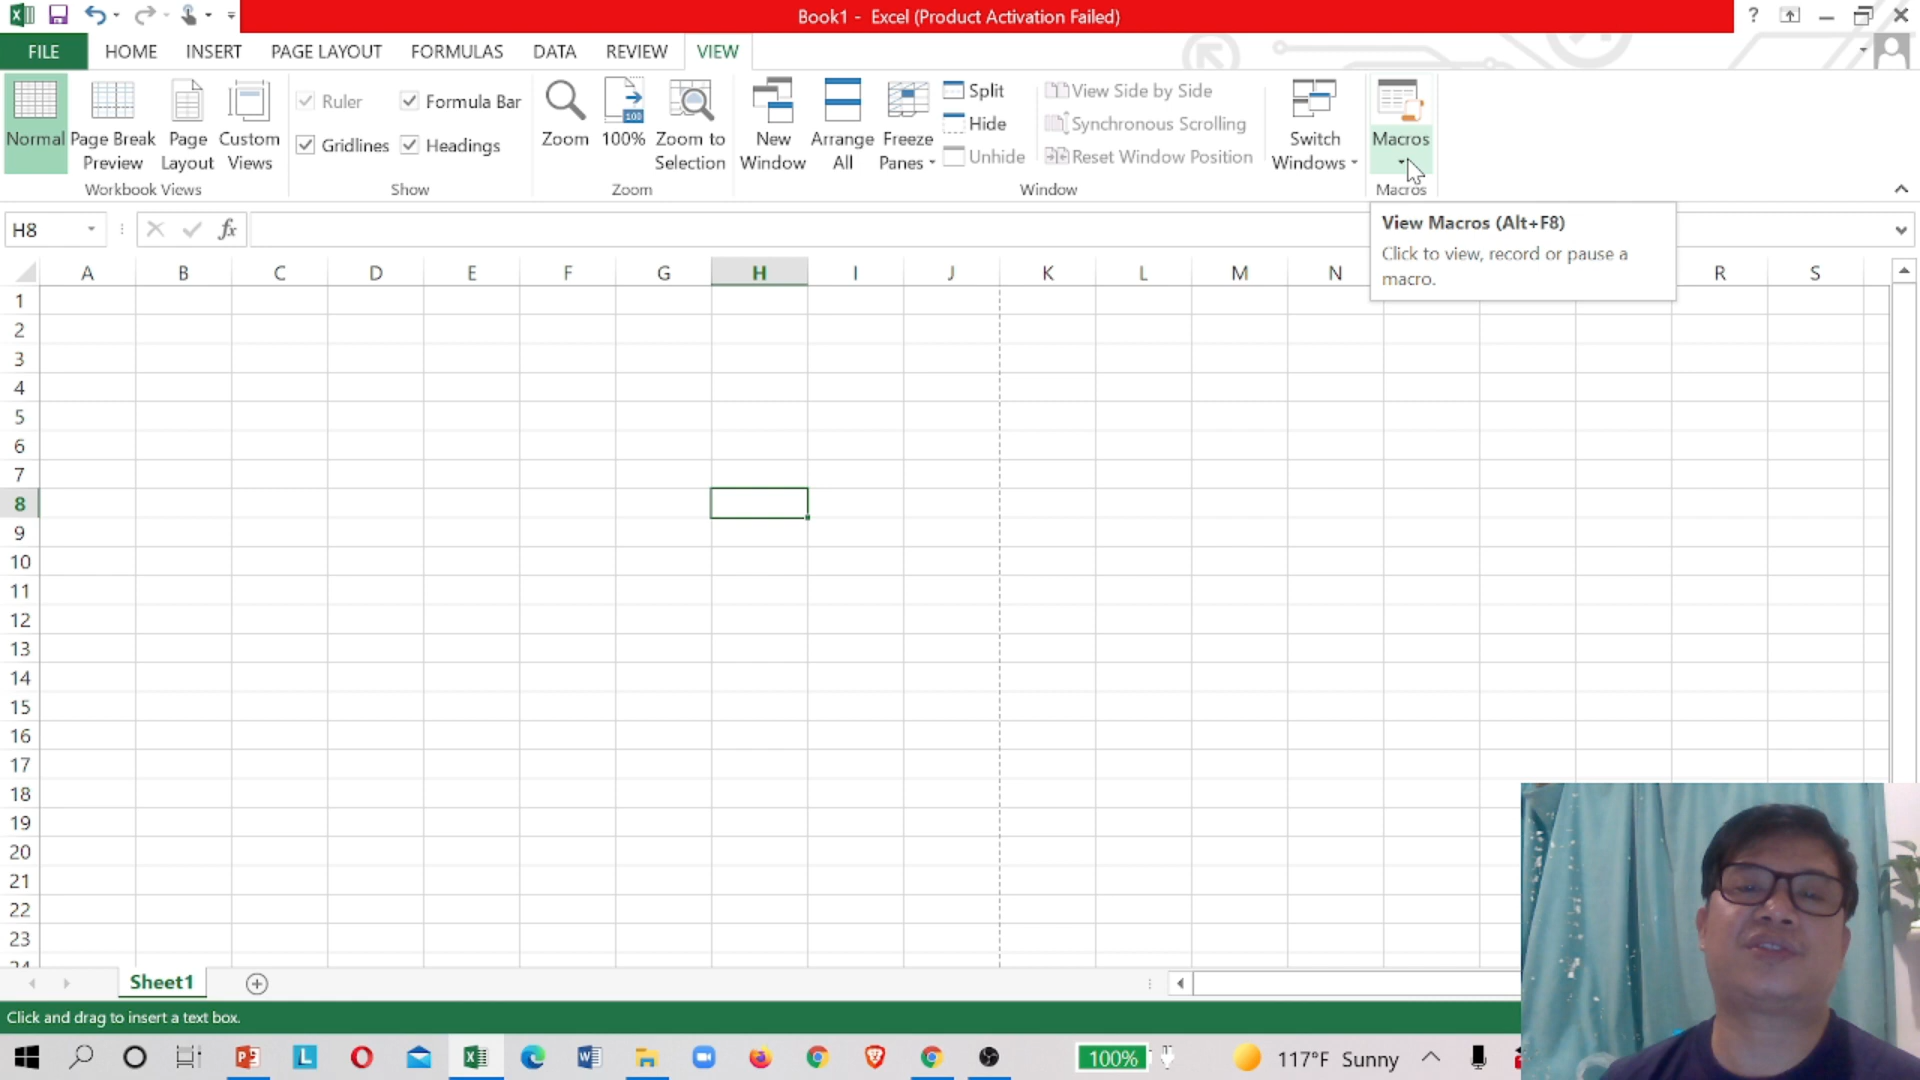 Book1 - Excel (Product Activation Failed)
?
FILE HOME INSERT PAGE LAYOUT FORMULAS DATA REVIEW VIEW
Normal
Page Break Preview
Page Layout
Custom Views
Workbook Views
Ruler
Formula Bar
Gridlines
Headings
Show
Zoom
100
100%
Zoom to Selection
Zoom
New Window
Arrange All
Freeze Panes
Split
Hide
Unhide
View Side by Side
Synchronous Scrolling
Reset Window Position
Window
Switch Windows
Macros
Macros
H8
fx
View Macros (Alt+F8)
Click to view, record or pause a
macro.
A B C D E F G H I J K L M N R S
1
2
3
4
5
6
7
8
9
10
11
12
13
14
15
16
17
18
19
20
21
22
23
24
Sheet1
Click and drag to insert a text box.
100%
117°F Sunny